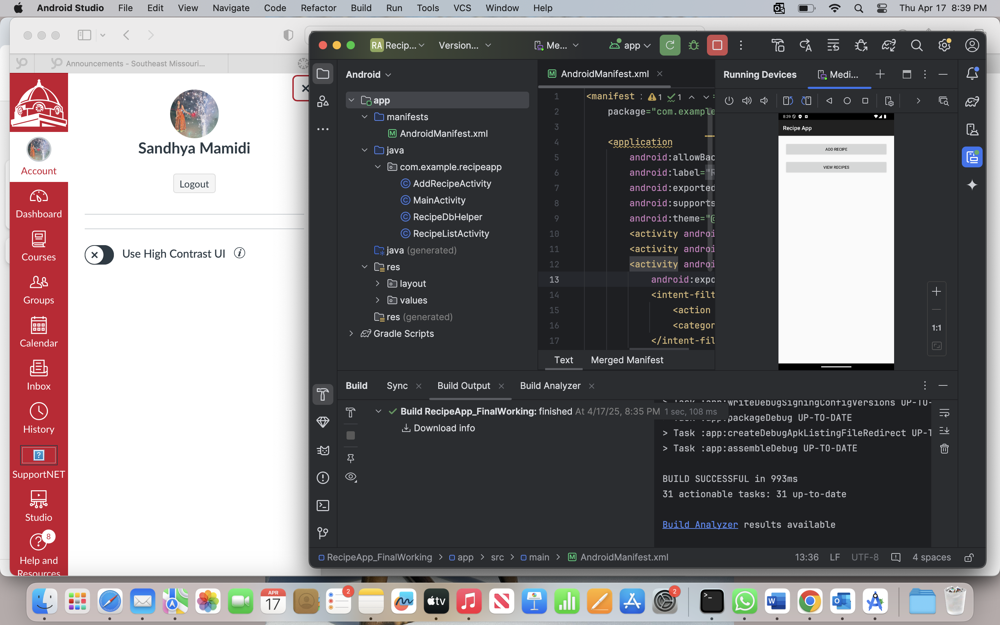 Android Studio File Edit View Navigate Code Refactor Build Run Tools VCS Window Help Thu Apr 17 8:39 PM
Announcements - Southeast Missouri...
Sandhya Mamidi
Logout
Use High Contrast UI
Account
Dashboard
Courses
Groups
Calendar
Inbox
History
SupportNET
Studio
8
Help and
Resources
RA Recip... Version... Me... app
Android
app
manifests
AndroidManifest.xml
java
com.example.recipeapp
AddRecipeActivity
MainActivity
RecipeDbHelper
RecipeListActivity
java (generated)
res
layout
values
res (generated)
Gradle Scripts
AndroidManifest.xml
1 <manifest 1 1
2 package="com.example
3
4 <application
5 android:allowBac
6 android:label="R
7 android:exported
8 android:supports
9 android:theme="@
10 <activity androi
11 <activity androi
12 <activity androi
13 android:expo
14 <intent-filt
15 <action
16 <categor
17 </intent-fil
Text Merged Manifest
Running Devices Medi...
8:39
Recipe App
ADD RECIPE
VIEW RECIPES
1:1
Build Sync Build Output Build Analyzer
Build RecipeApp_FinalWorking: finished At 4/17/25, 8:35 PM 1 sec, 108 ms
Download info
> Task :app:writeDebugSigningConfigVersions UP-TO-
> Task :app:packageDebug UP-TO-DATE
> Task :app:createDebugApkListingFileRedirect UP-T
> Task :app:assembleDebug UP-TO-DATE
BUILD SUCCESSFUL in 993ms
31 actionable tasks: 31 up-to-date
Build Analyzer results available
RecipeApp_FinalWorking > app > src > main > AndroidManifest.xml 13:36 LF UTF-8 4 spaces
APR
17
2
tv
2
W
O